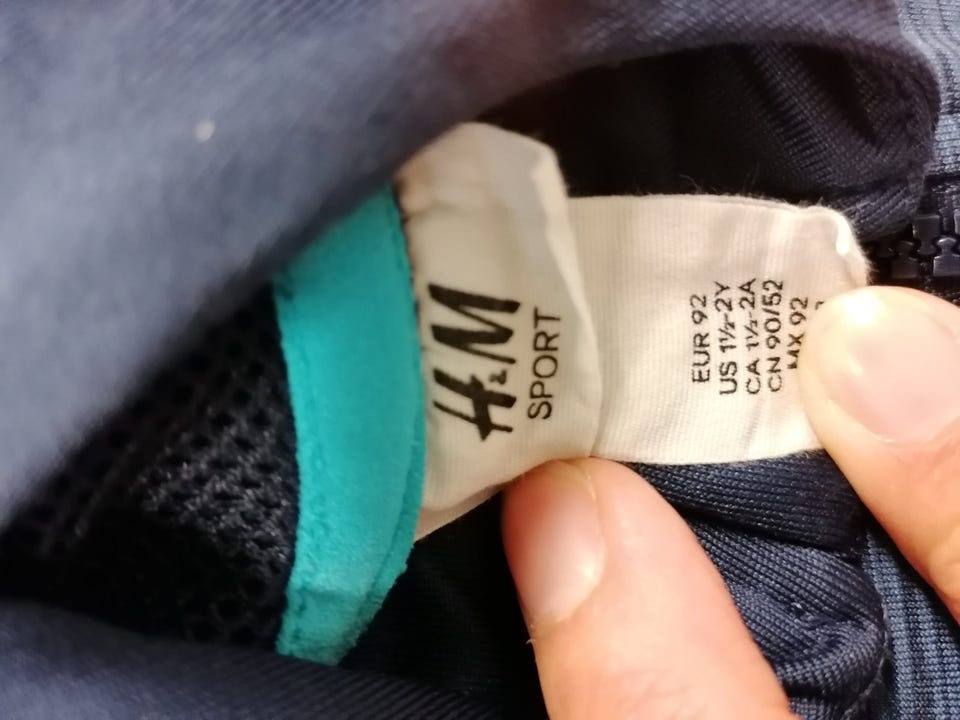 H&M
SPORT
EUR 92
US 1½-2Y
CA 1½-2A
CN 90/52
MX 92